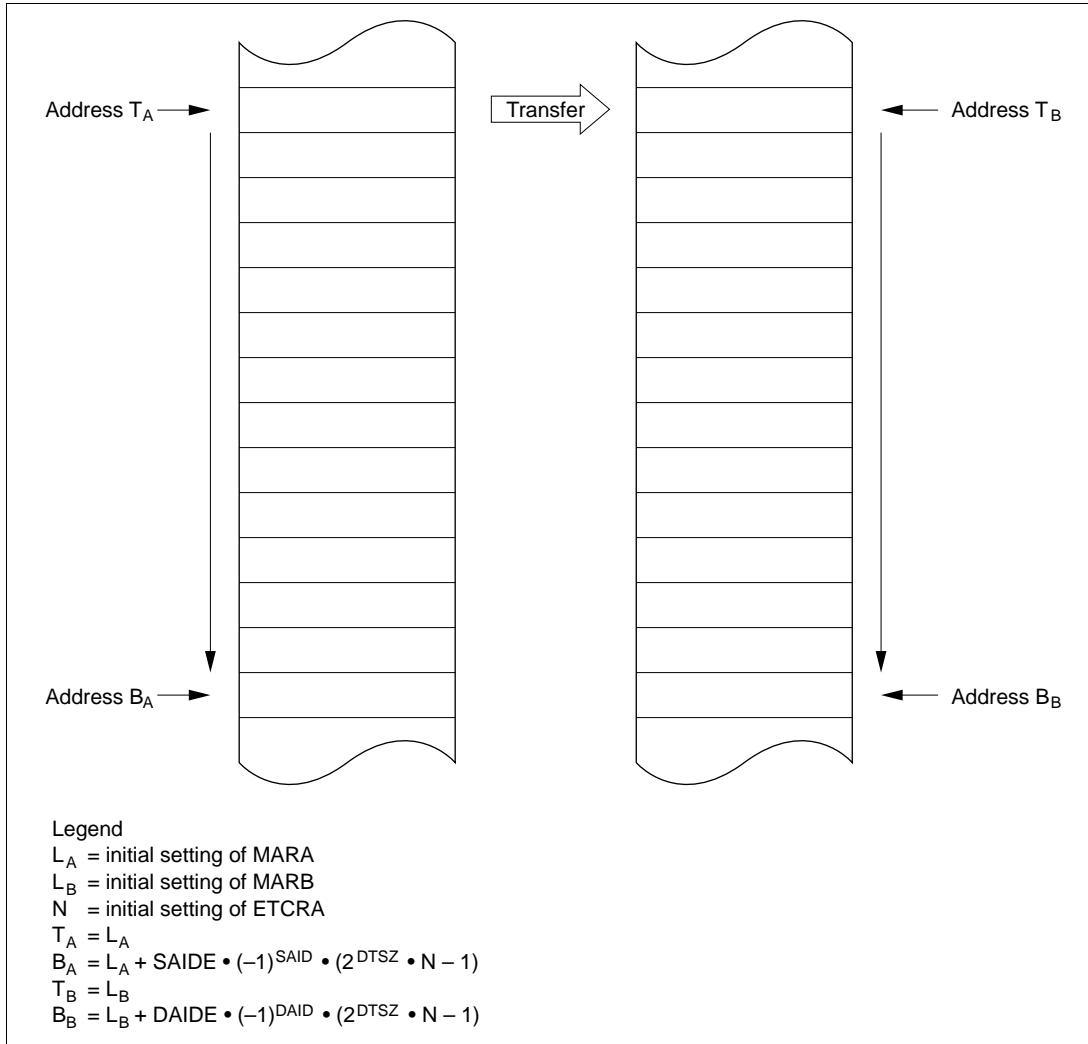 Address T_A
Transfer
Address T_B
Address B_A
Address B_B
Legend
L_A = initial setting of MARA
L_B = initial setting of MARB
N = initial setting of ETCRA
T_A = L_A
B_A = L_A + SAIDE • (–1)^SAID • (2^DTSZ • N – 1)
T_B = L_B
B_B = L_B + DAIDE • (–1)^DAID • (2^DTSZ • N – 1)